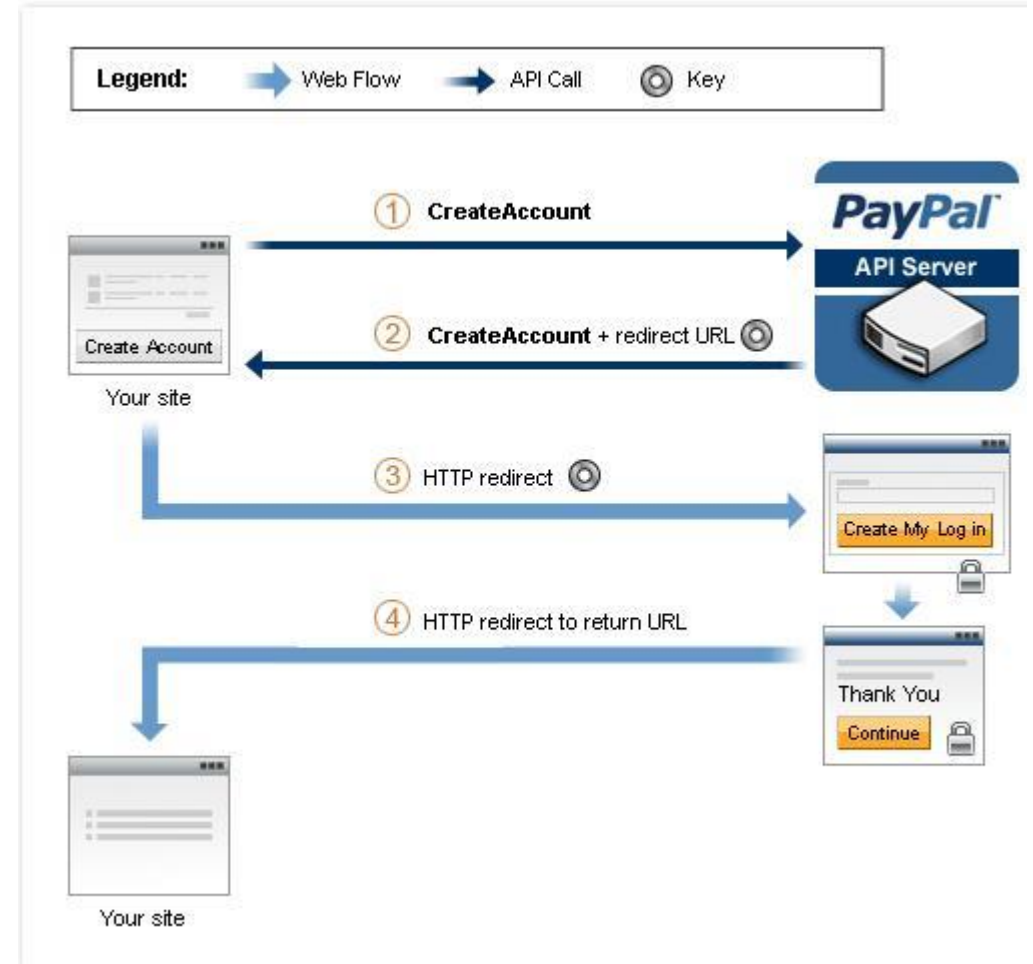 Legend: Web Flow API Call Key
1 CreateAccount
PayPal™
API Server
Create Account
2 CreateAccount + redirect URL
Your site
3 HTTP redirect
Create My Log in
4 HTTP redirect to return URL
Thank You
Continue
Your site